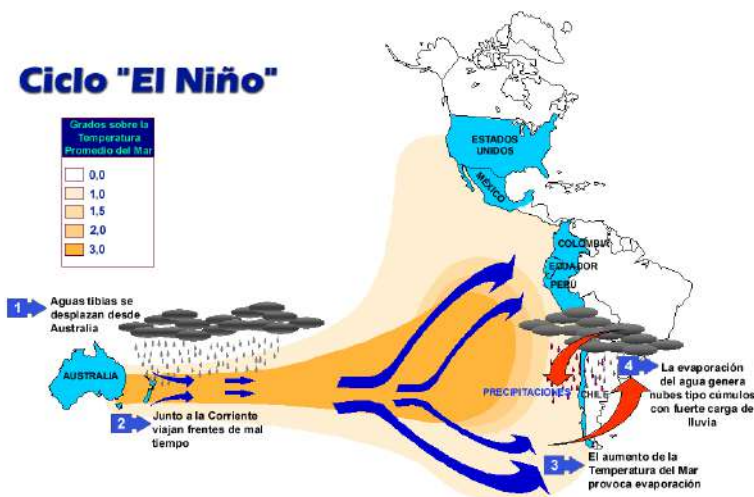 Ciclo "El Niño"
Grados sobre la
Temperatura
Promedio del Mar
0,0
1,0
1,5
2,0
3,0
ESTADOS
UNIDOS
MÉXICO
COLOMBIA
ECUADOR
PERÚ
1
Aguas tibias se
desplazan desde
Australia
AUSTRALIA
2
Junto a la Corriente
viajan frentes de mal
tiempo
PRECIPITACIONES
CHILE
4
La evaporación
del agua genera
nubes tipo cúmulos
con fuerte carga de
lluvia
3
El aumento de la
Temperatura del Mar
provoca evaporación